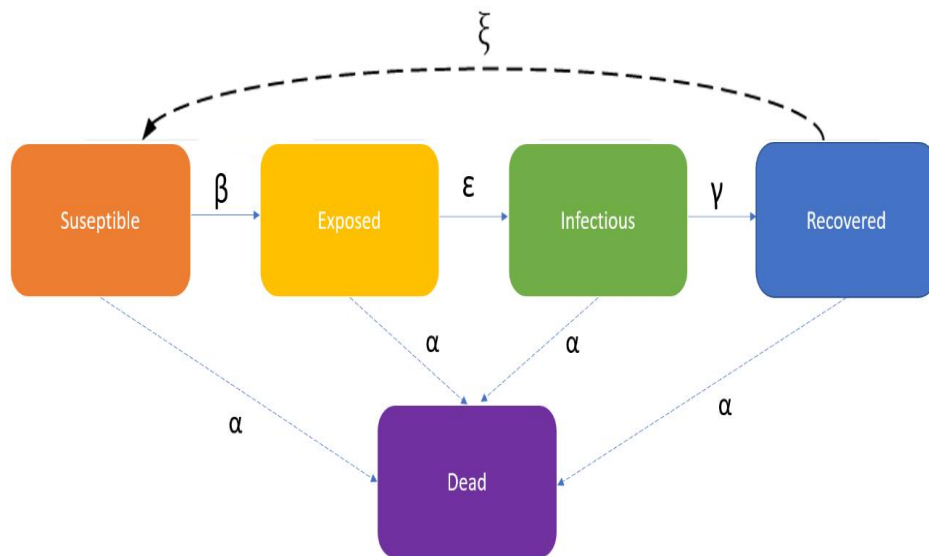 ξ
β
ε
γ
Suseptible
Exposed
Infectious
Recovered
α
α
α
α
Dead